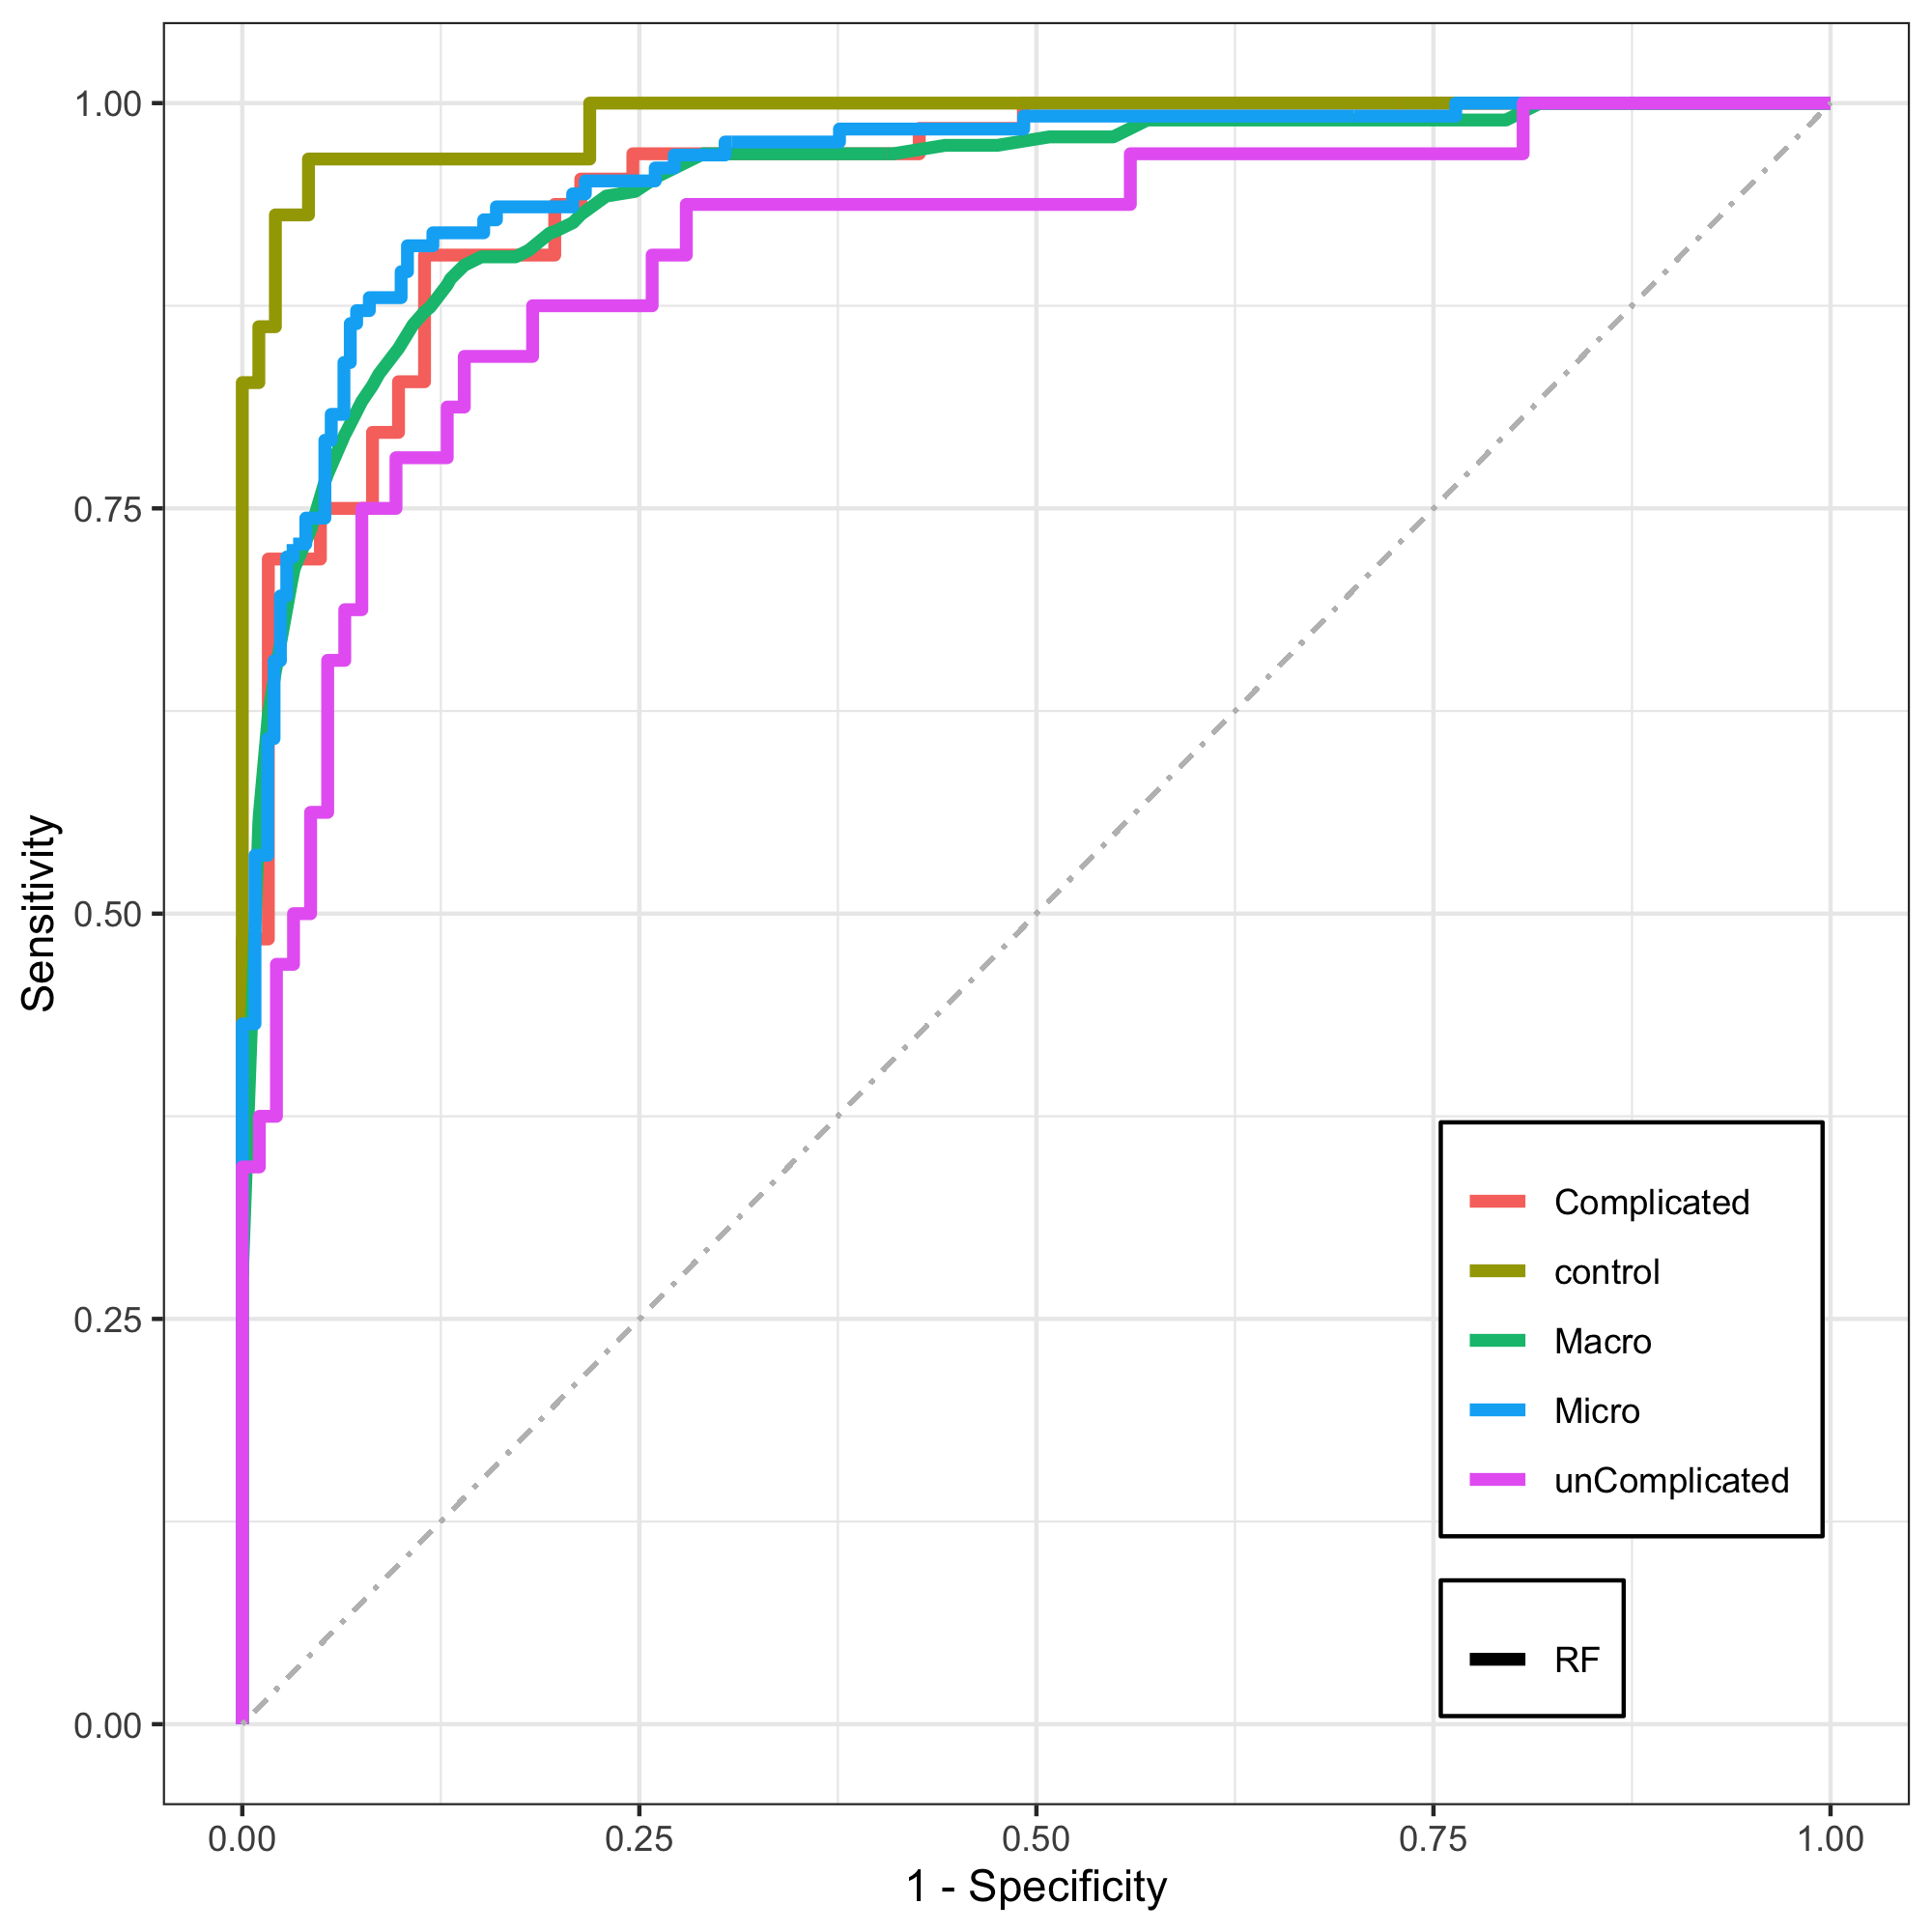 1.00
0.75
0.50
0.25
0.00
Sensitivity
Complicated
control
Macro
Micro
unComplicated
RF
0.00 0.25 0.50 0.75 1.00
1 - Specificity